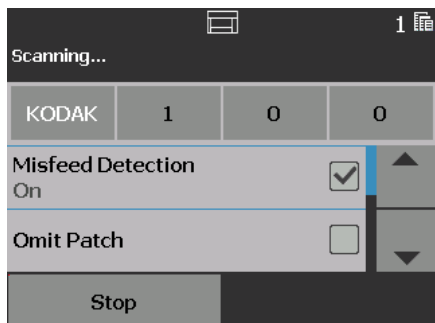 1
Scanning...
KODAK 1 0 0
Misfeed Detection
On
Omit Patch
Stop